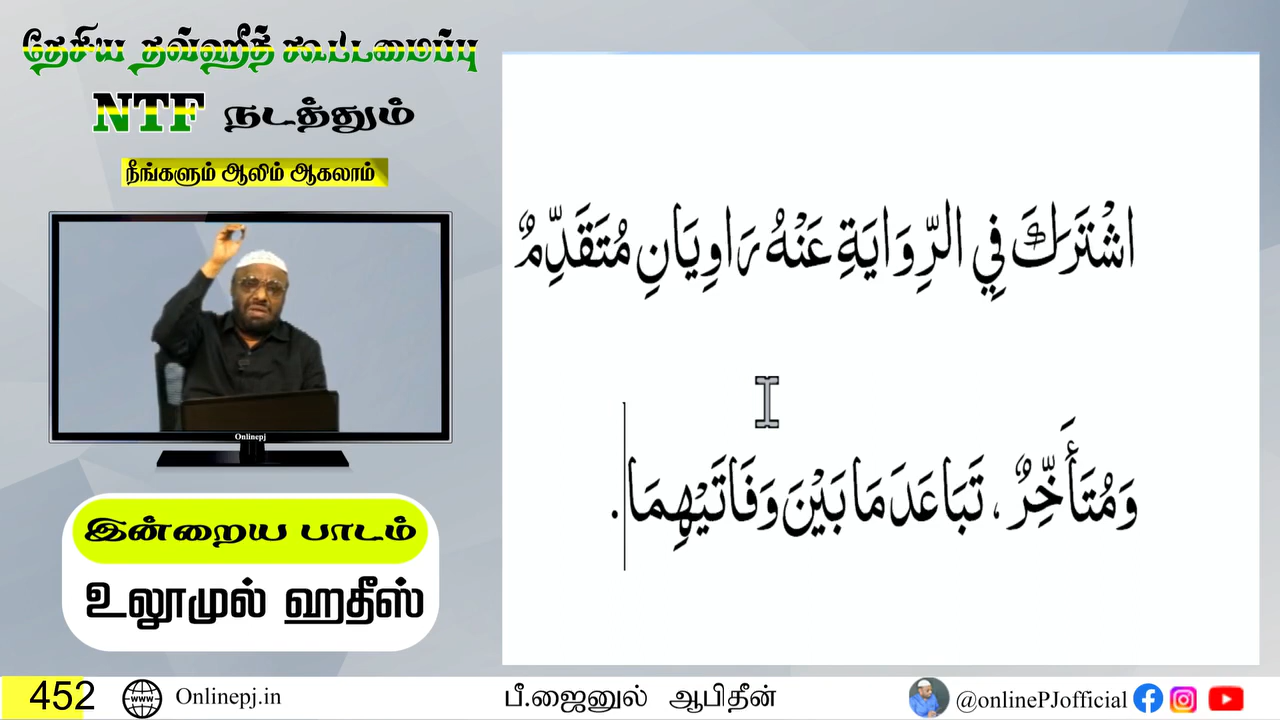 தேசிய தவ்ஹீத் கூட்டமைப்பு
NTF நடத்தும்
நீங்களும் ஆலிம் ஆகலாம்
Onlinepj
இன்றைய பாடம்
உலூமுல் ஹதீஸ்
اشْتَرَكَ فِي الرِّوَايَةِ عَنْهُ رَاوِيَانِ مُتَقَدِّمٌ
وَمُتَأَخِّرٌ ، تَبَاعَدَ مَا بَيْنَ وَفَاتَيْهِمَا .
452 Onlinepj.in பீ.ஜைனுல் ஆபிதீன் @onlinePJofficial